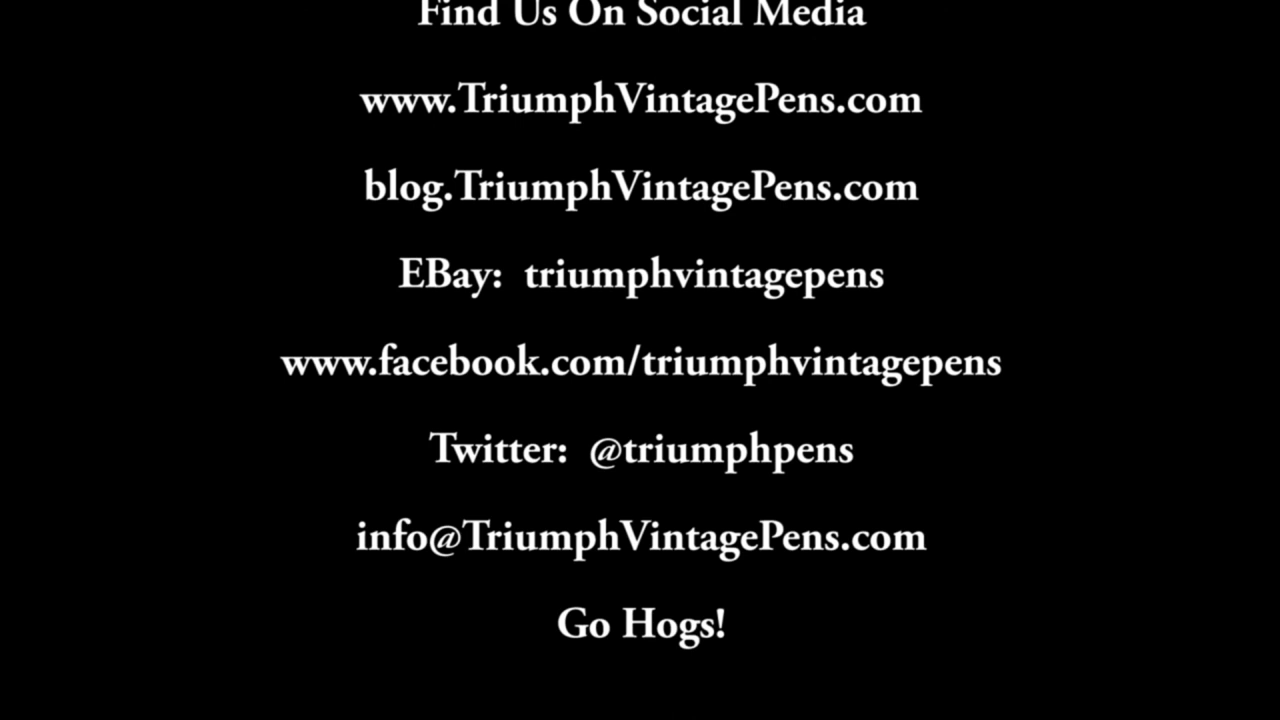 Find Us On Social Media
www.TriumphVintagePens.com
blog.TriumphVintagePens.com
EBay:  triumphvintagepens
www.facebook.com/triumphvintagepens
Twitter:  @triumphpens
info@TriumphVintagePens.com
Go Hogs!